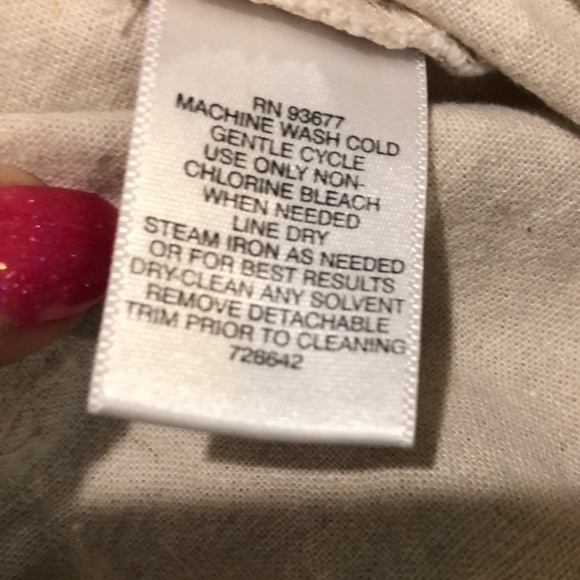 RN 93677
MACHINE WASH COLD
GENTLE CYCLE
USE ONLY NON-
CHLORINE BLEACH
WHEN NEEDED
LINE DRY
STEAM IRON AS NEEDED
OR FOR BEST RESULTS
DRY-CLEAN ANY SOLVENT
REMOVE DETACHABLE
TRIM PRIOR TO CLEANING
728642